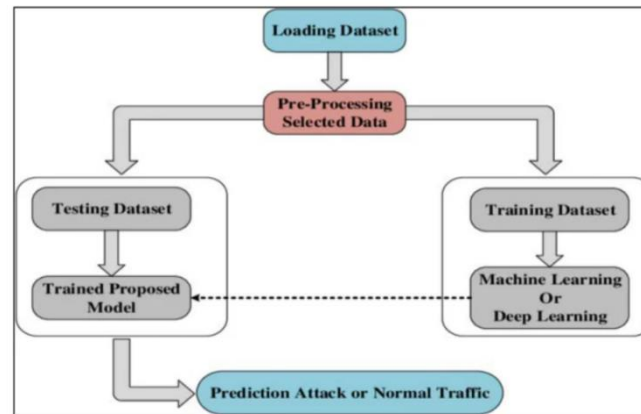 Loading Dataset
Pre-Processing
Selected Data
Testing Dataset
Training Dataset
Trained Proposed
Model
Machine Learning
Or
Deep Learning
Prediction Attack or Normal Traffic